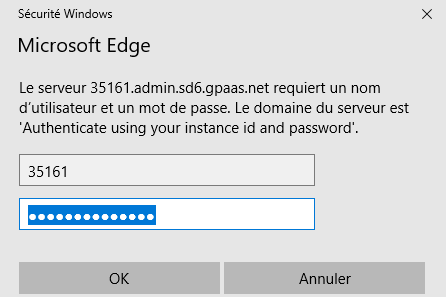 Sécurité Windows
Microsoft Edge
Le serveur 35161.admin.sd6.gpaas.net requiert un nom
d'utilisateur et un mot de passe. Le domaine du serveur est
'Authenticate using your instance id and password'.
35161
●●●●●●●●●●●●●●
OK
Annuler